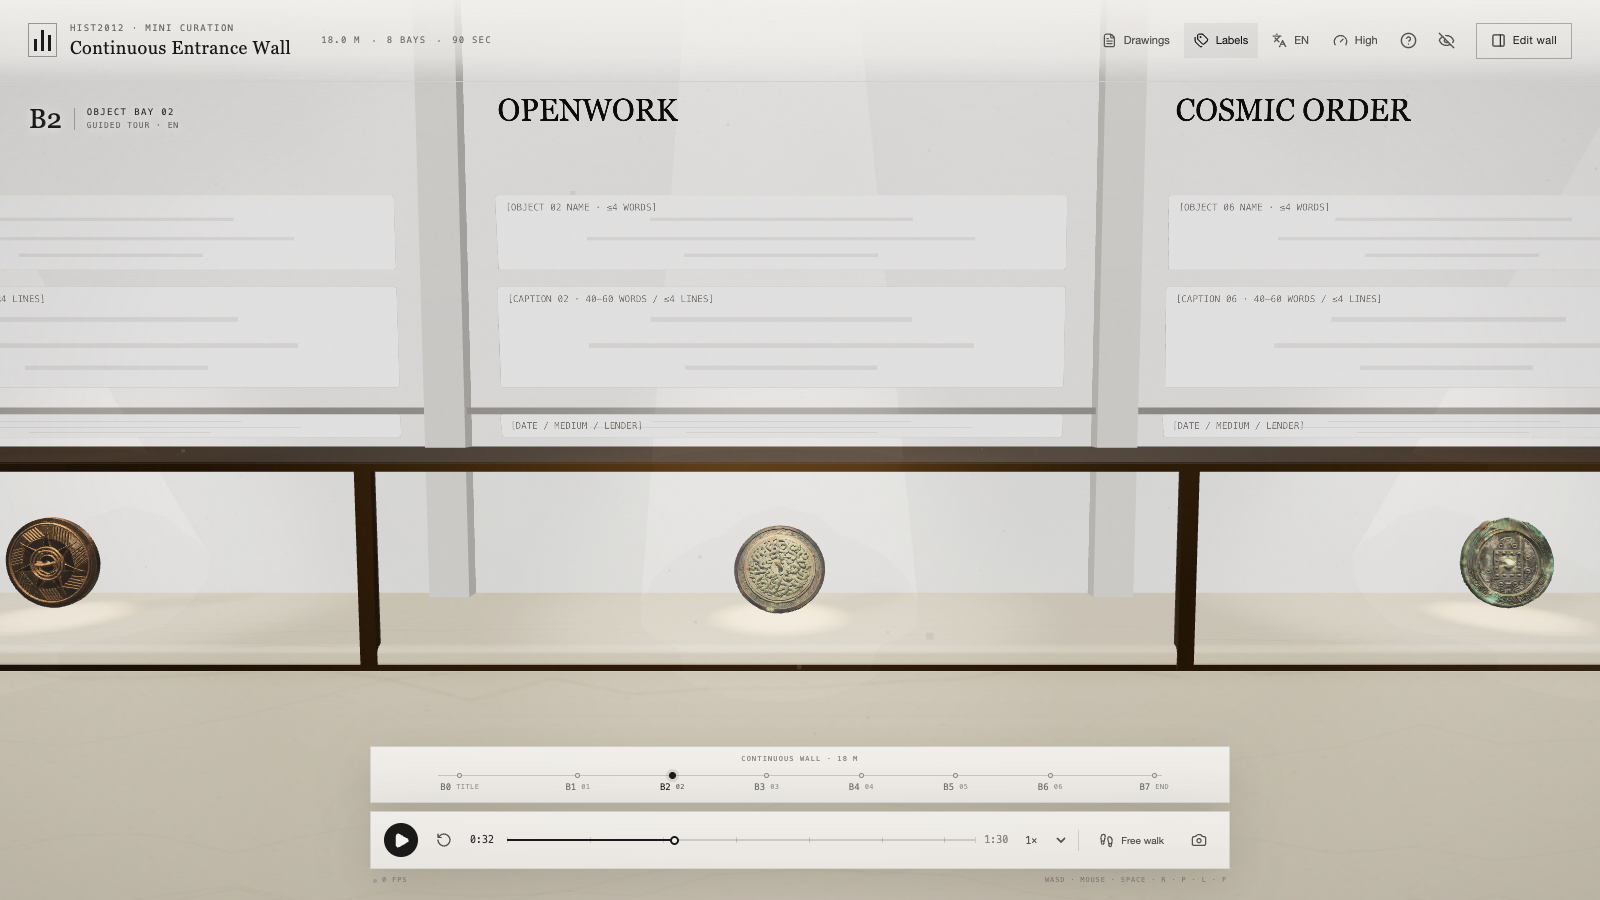 HIST2012 · MINI CURATION
Continuous Entrance Wall
18.0 M · 8 BAYS · 90 SEC
Drawings
Labels
EN
High
Edit wall
B2
OBJECT BAY 02
GUIDED TOUR · EN
OPENWORK
COSMIC ORDER
[OBJECT 02 NAME · ≤4 WORDS]
[OBJECT 06 NAME · ≤4 WORDS]
4 LINES]
[CAPTION 02 · 40–60 WORDS / ≤4 LINES]
[CAPTION 06 · 40–60 WORDS / ≤4 LINES]
[DATE / MEDIUM / LENDER]
[DATE / MEDIUM / LENDER]
CONTINUOUS WALL · 18 M
B0 TITLE
B1 01
B2 02
B3 03
B4 04
B5 05
B6 06
B7 END
0:32
1:30
1×
Free walk
0 FPS
WASD · MOUSE · SPACE · R · P · L · F